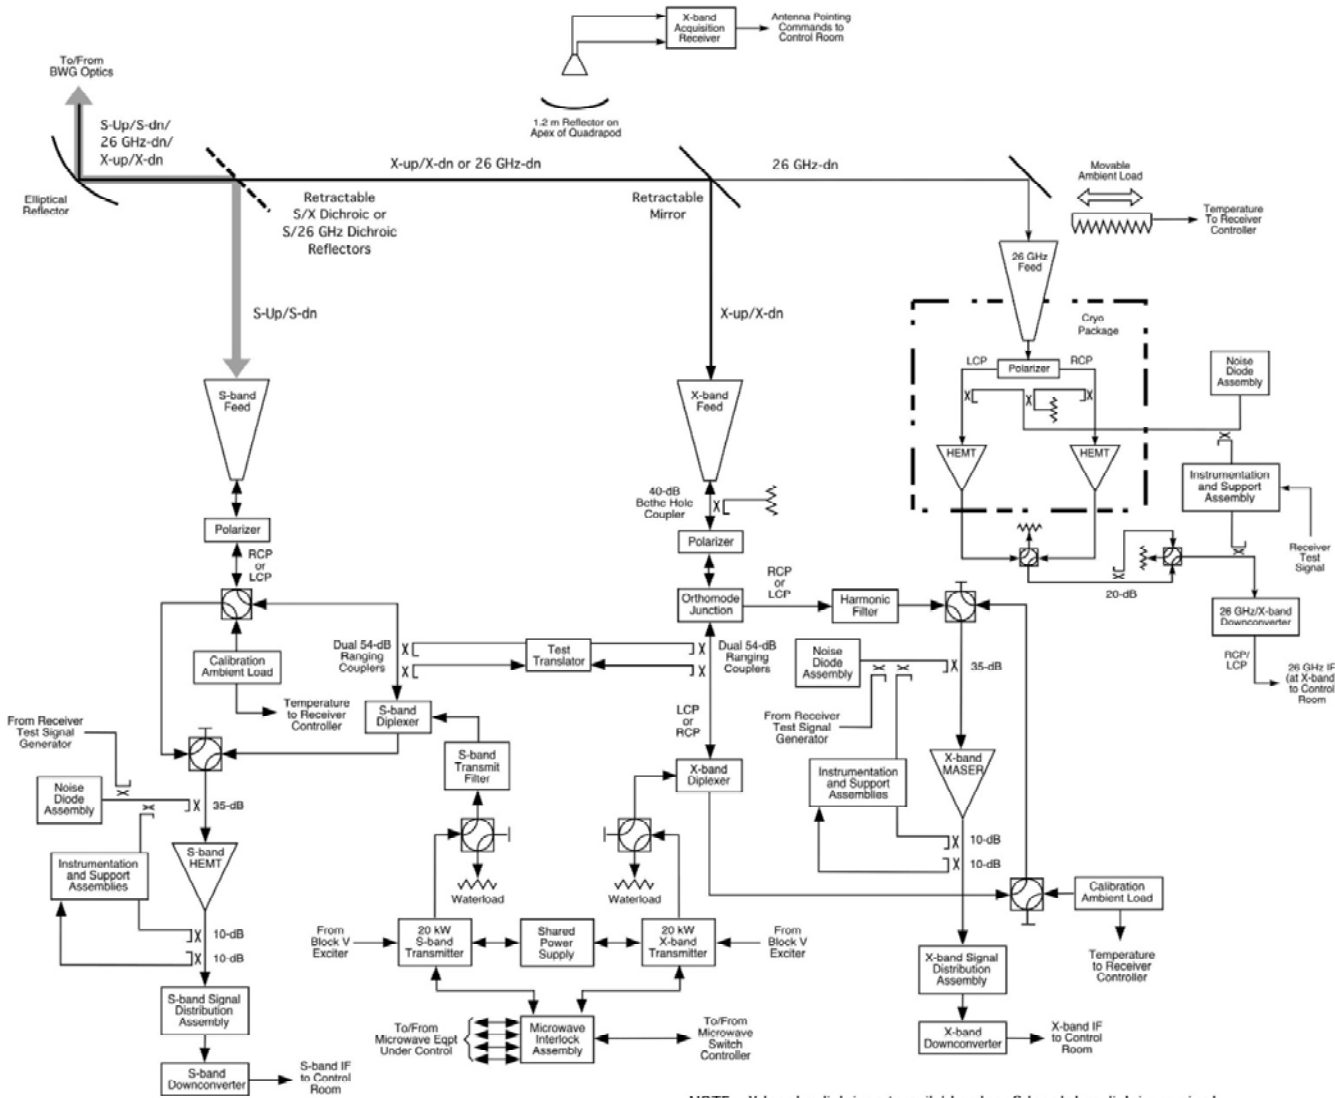 X-band
Acquisition
Receiver
Antenna Pointing
Commands to
Control Room
To/From
BWG Optics
1.2 m Reflector on
Apex of Quadrapod
S-Up/S-dn/
26 GHz-dn/
X-up/X-dn
X-up/X-dn or 26 GHz-dn
26 GHz-dn
Movable
Ambient Load
Elliptical
Reflector
Retractable
S/X Dichroic or
S/26 GHz Dichroic
Reflectors
Retractable
Mirror
Temperature
To Receiver
Controller
26 GHz
Feed
S-Up/S-dn
X-up/X-dn
Cryo
Package
LCP
Polarizer
RCP
Noise
Diode
Assembly
S-band
Feed
X-band
Feed
HEMT
HEMT
40-dB
Bethe Hole
Coupler
Instrumentation
and Support
Assembly
Polarizer
Polarizer
Receiver
Test
Signal
RCP
or
LCP
RCP
or
LCP
20-dB
Orthomode
Junction
Harmonic
Filter
26 GHz/X-band
Downconverter
Calibration
Ambient Load
Dual 54-dB
Ranging
Couplers
Test
Translator
Dual 54-dB
Ranging
Couplers
Noise
Diode
Assembly
35-dB
RCP/
LCP
26 GHz IF
(at X-band
to Control
Room
Temperature
to Receiver
Controller
S-band
Diplexer
LCP
or
RCP
From Receiver
Test Signal
Generator
From Receiver
Test Signal
Generator
S-band
Transmit
Filter
X-band
Diplexer
Instrumentation
and Support
Assemblies
X-band
MASER
Noise
Diode
Assembly
35-dB
S-band
HEMT
10-dB
10-dB
Instrumentation
and Support
Assemblies
Waterload
Waterload
Calibration
Ambient Load
10-dB
10-dB
From
Block V
Exciter
20 kW
S-band
Transmitter
Shared
Power
Supply
20 kW
X-band
Transmitter
From
Block V
Exciter
X-band Signal
Distribution
Assembly
Temperature
to Receiver
Controller
S-band Signal
Distribution
Assembly
To/From
Microwave Eqpt
Under Control
Microwave
Interlock
Assembly
To/From
Microwave
Switch
Controller
X-band
Downconverter
X-band IF
to Control
Room
S-band
Downconverter
S-band IF
to Control
Room